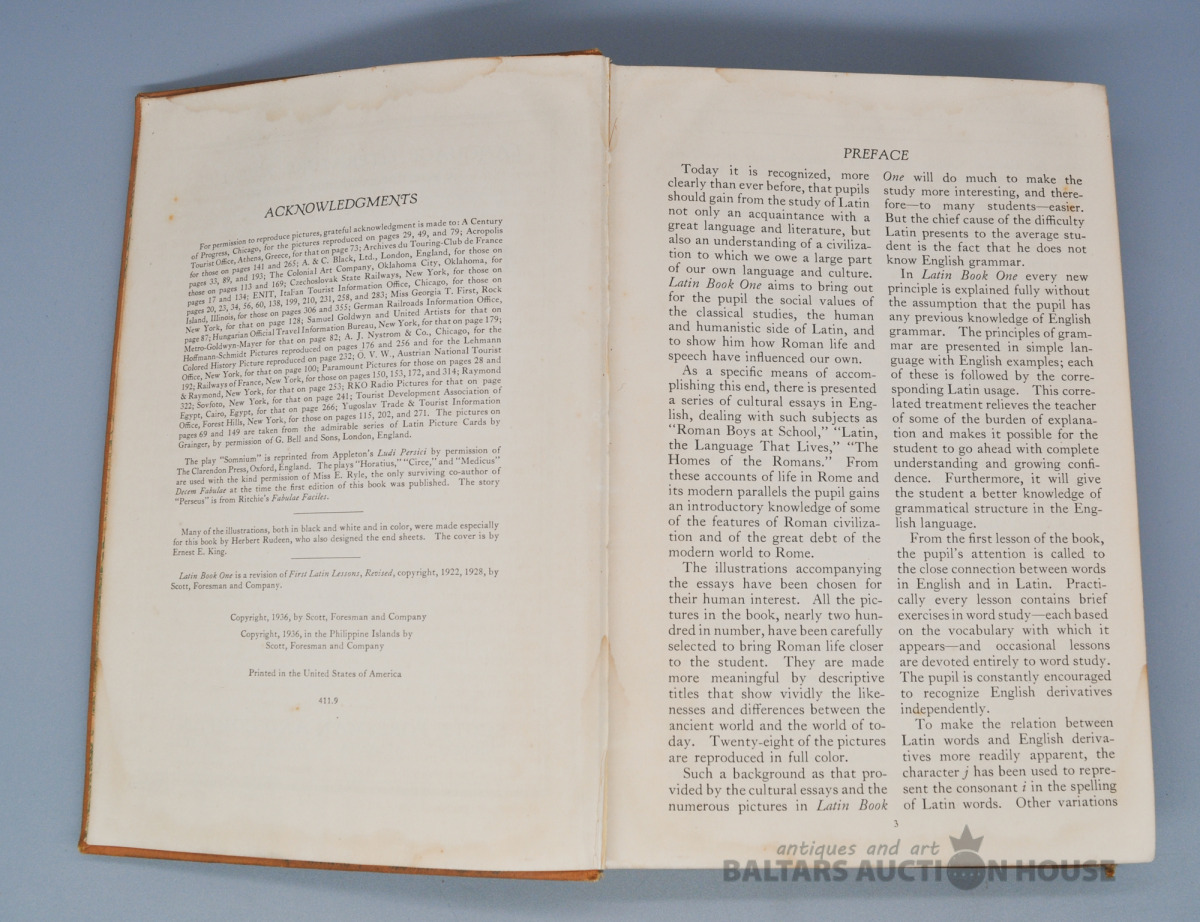 ACKNOWLEDGMENTS
For permission to reproduce pictures, grateful acknowledgment is made to: A Century
of Progress, Chicago, for the pictures reproduced on pages 29, 49, and 79; Acropolis
Tourist Office, Athens, Greece, for that on page 73; Archives du Touring-Club de France
for those on pages 141 and 265; A. & C. Black, Ltd., London, England, for those on
pages 33, 89, and 193; The Colonial Art Company, Oklahoma City, Oklahoma, for
those on pages 113 and 169; Czechoslovak State Railways, New York, for those on
pages 17 and 134; ENIT, Italian Tourist Information Office, Chicago, for those on
pages 20, 23, 34, 56, 60, 138, 199, 210, 231, 258, and 283; Miss Georgia T. First, Rock
Island, Illinois, for those on pages 306 and 355; German Railroads Information Office,
New York, for that on page 128; Samuel Goldwyn and United Artists for that on
page 87; Hungarian Official Travel Information Bureau, New York, for that on page 179;
Metro-Goldwyn-Mayer for that on page 82; A. J. Nystrom & Co., Chicago, for the
Hoffmann-Schmidt Pictures reproduced on pages 176 and 256 and for the Lehmann
Colored History Picture reproduced on page 232; O. V. W., Austrian National Tourist
Office, New York, for that on page 100; Paramount Pictures for those on pages 28 and
192; Railways of France, New York, for those on pages 150, 153, 172, and 314; Raymond
& Raymond, New York, for that on page 253; RKO Radio Pictures for that on page
322; Sovfoto, New York, for that on page 241; Tourist Development Association of
Egypt, Cairo, Egypt, for that on page 266; Yugoslav Trade & Tourist Information
Office, Forest Hills, New York, for those on pages 115, 202, and 271. The pictures on
pages 69 and 149 are taken from the admirable series of Latin Picture Cards by
Grainger, by permission of G. Bell and Sons, London, England.
The play "Somnium" is reprinted from Appleton's Ludi Persici by permission of
The Clarendon Press, Oxford, England. The plays "Horatius," "Circe," and "Medicus"
are used with the kind permission of Miss E. Ryle, the only surviving co-author of
Decem Fabulae at the time the first edition of this book was published. The story
"Perseus" is from Ritchie's Fabulae Faciles.
Many of the illustrations, both in black and white and in color, were made especially
for this book by Herbert Rudeen, who also designed the end sheets. The cover is by
Ernest E. King.
Latin Book One is a revision of First Latin Lessons, Revised, copyright, 1922, 1928, by
Scott, Foresman and Company.
Copyright, 1936, by Scott, Foresman and Company
Copyright, 1936, in the Philippine Islands by
Scott, Foresman and Company
Printed in the United States of America
411.9
PREFACE
Today it is recognized, more
clearly than ever before, that pupils
should gain from the study of Latin
not only an acquaintance with a
great language and literature, but
also an understanding of a civiliza-
tion to which we owe a large part
of our own language and culture.
Latin Book One aims to bring out
for the pupil the social values of
the classical studies, the human
and humanistic side of Latin, and
to show him how Roman life and
speech have influenced our own.
As a specific means of accom-
plishing this end, there is presented
a series of cultural essays in Eng-
lish, dealing with such subjects as
"Roman Boys at School," "Latin,
the Language That Lives," "The
Homes of the Romans." From
these accounts of life in Rome and
its modern parallels the pupil gains
an introductory knowledge of some
of the features of Roman civiliza-
tion and of the great debt of the
modern world to Rome.
The illustrations accompanying
the essays have been chosen for
their human interest. All the pic-
tures in the book, nearly two hun-
dred in number, have been carefully
selected to bring Roman life closer
to the student. They are made
more meaningful by descriptive
titles that show vividly the like-
nesses and differences between the
ancient world and the world of to-
day. Twenty-eight of the pictures
are reproduced in full color.
Such a background as that pro-
vided by the cultural essays and the
numerous pictures in Latin Book
One will do much to make the
study more interesting, and there-
fore—to many students—easier.
But the chief cause of the difficulty
Latin presents to the average stu-
dent is the fact that he does not
know English grammar.
In Latin Book One every new
principle is explained fully without
the assumption that the pupil has
any previous knowledge of English
grammar. The principles of gram-
mar are presented in simple lan-
guage with English examples; each
of these is followed by the corre-
sponding Latin usage. This corre-
lated treatment relieves the teacher
of some of the burden of explana-
tion and makes it possible for the
student to go ahead with complete
understanding and growing confi-
dence. Furthermore, it will give
the student a better knowledge of
grammatical structure in the Eng-
lish language.
From the first lesson of the book,
the pupil's attention is called to
the close connection between words
in English and in Latin. Practi-
cally every lesson contains brief
exercises in word study—each based
on the vocabulary with which it
appears—and occasional lessons
are devoted entirely to word study.
The pupil is constantly encouraged
to recognize English derivatives
independently.
To make the relation between
Latin words and English deriva-
tives more readily apparent, the
character j has been used to repre-
sent the consonant i in the spelling
of Latin words. Other variations
3
antiques and art
BALTARS AUCTION HOUSE